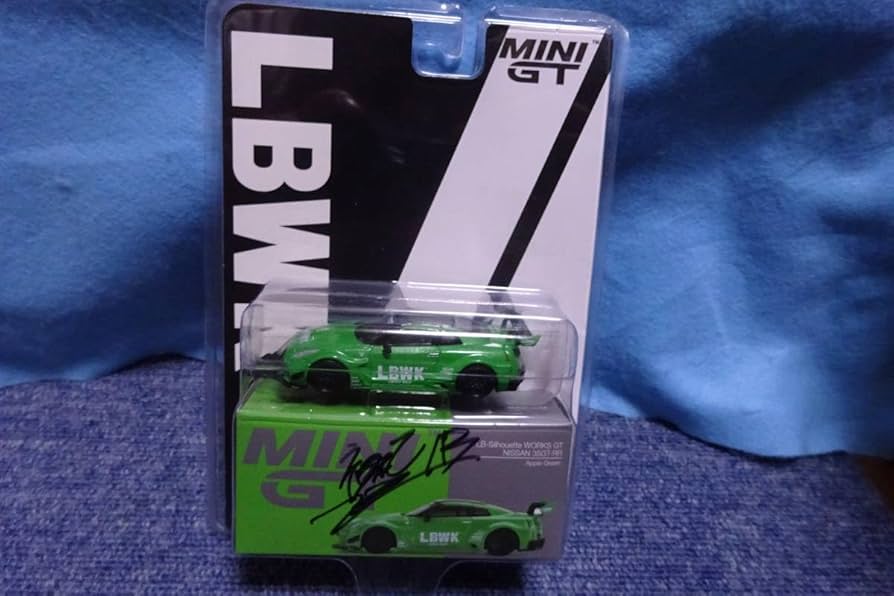 MINI
GT
LBWK
LBWK
MINI
GT
LB-Silhouette WORKS GT
NISSAN 35GT-RR
Apple Green
LBWK